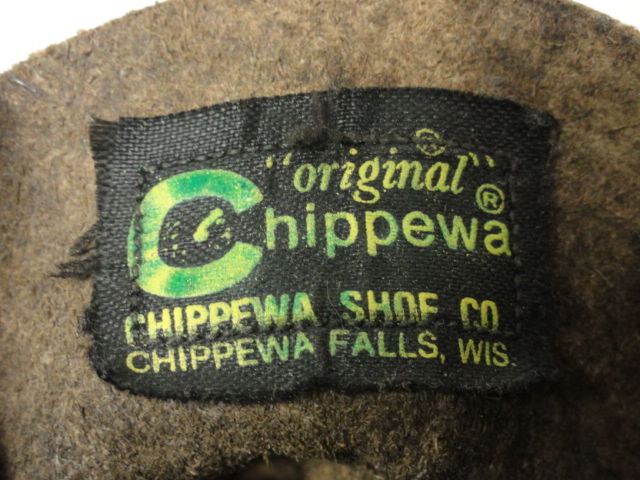 "original"
Chippewa®
CHIPPEWA SHOE CO.
CHIPPEWA FALLS, WIS.